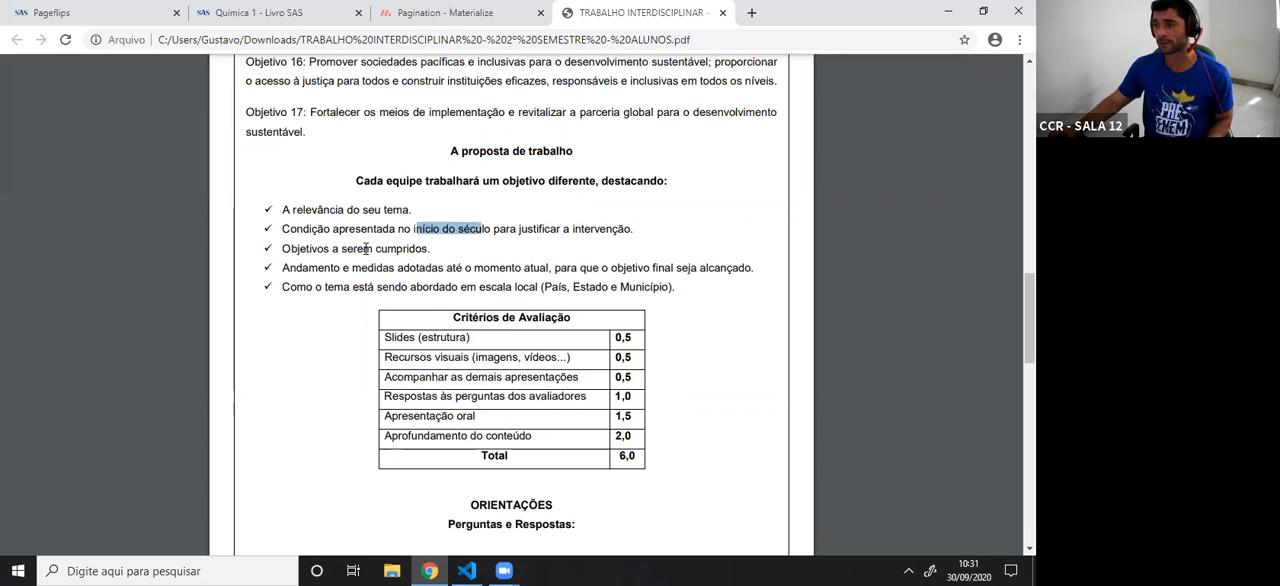 Pageflips
Química 1 - Livro SAS
Pagination - Materialize
TRABALHO INTERDISCIPLINAR -
Arquivo
C:/Users/Gustavo/Downloads/TRABALHO%20INTERDISCIPLINAR%20-%202º%20SEMESTRE%20-%20ALUNOS.pdf
Objetivo 16: Promover sociedades pacíficas e inclusivas para o desenvolvimento sustentável; proporcionar
o acesso à justiça para todos e construir instituições eficazes, responsáveis e inclusivas em todos os níveis.
Objetivo 17: Fortalecer os meios de implementação e revitalizar a parceria global para o desenvolvimento
sustentável.
A proposta de trabalho
Cada equipe trabalhará um objetivo diferente, destacando:
A relevância do seu tema.
Condição apresentada no início do século para justificar a intervenção.
Objetivos a serem cumpridos.
Andamento e medidas adotadas até o momento atual, para que o objetivo final seja alcançado.
Como o tema está sendo abordado em escala local (País, Estado e Município).
Critérios de Avaliação
Slides (estrutura) 0,5
Recursos visuais (imagens, vídeos...) 0,5
Acompanhar as demais apresentações 0,5
Respostas às perguntas dos avaliadores 1,0
Apresentação oral 1,5
Aprofundamento do conteúdo 2,0
Total 6,0
ORIENTAÇÕES
Perguntas e Respostas:
Digite aqui para pesquisar
10:31
30/09/2020
PRÉ
ENEM
CCR - SALA 12